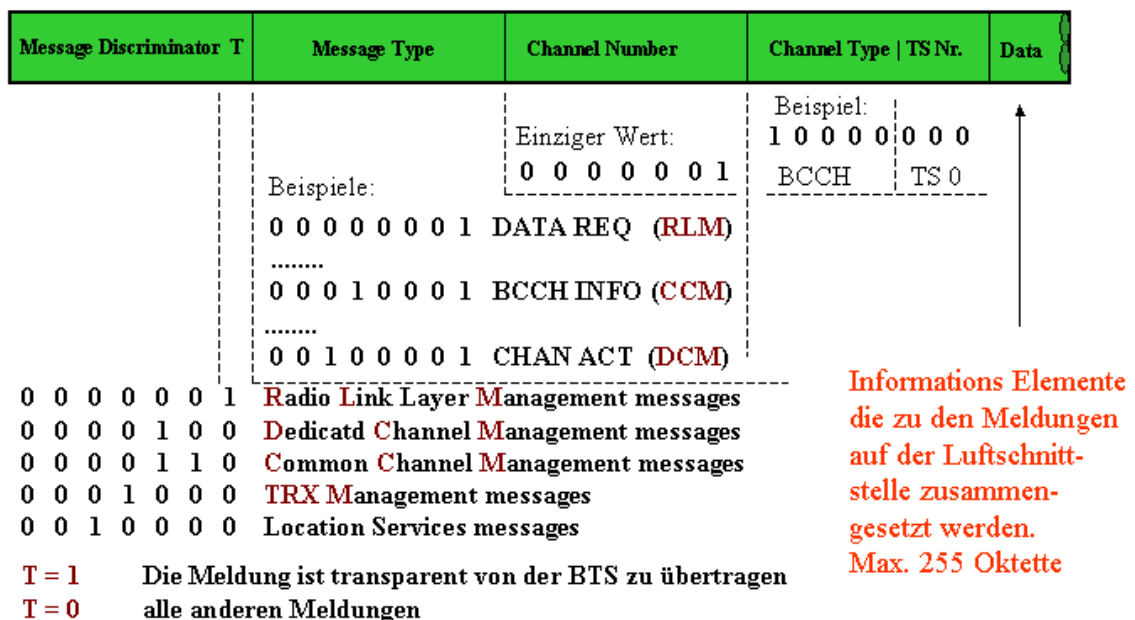 Message Discriminator T Message Type Channel Number Channel Type | TS Nr. Data
Beispiel:
1 0 0 0 0 0 0 0
BCCH TS 0
Einziger Wert:
0 0 0 0 0 0 1
Beispiele:
0 0 0 0 0 0 0 1 DATA REQ (RLM)
........
0 0 0 1 0 0 0 1 BCCH INFO (CCM)
........
0 0 1 0 0 0 0 1 CHAN ACT (DCM)
0 0 0 0 0 0 1 Radio Link Layer Management messages
0 0 0 0 1 0 0 Dedicatd Channel Management messages
0 0 0 0 1 1 0 Common Channel Management messages
0 0 0 1 0 0 0 TRX Management messages
0 0 1 0 0 0 0 Location Services messages
T = 1 Die Meldung ist transparent von der BTS zu übertragen
T = 0 alle anderen Meldungen
Informations Elemente
die zu den Meldungen
auf der Luftschnitt-
stelle zusammen-
gesetzt werden.
Max. 255 Oktette